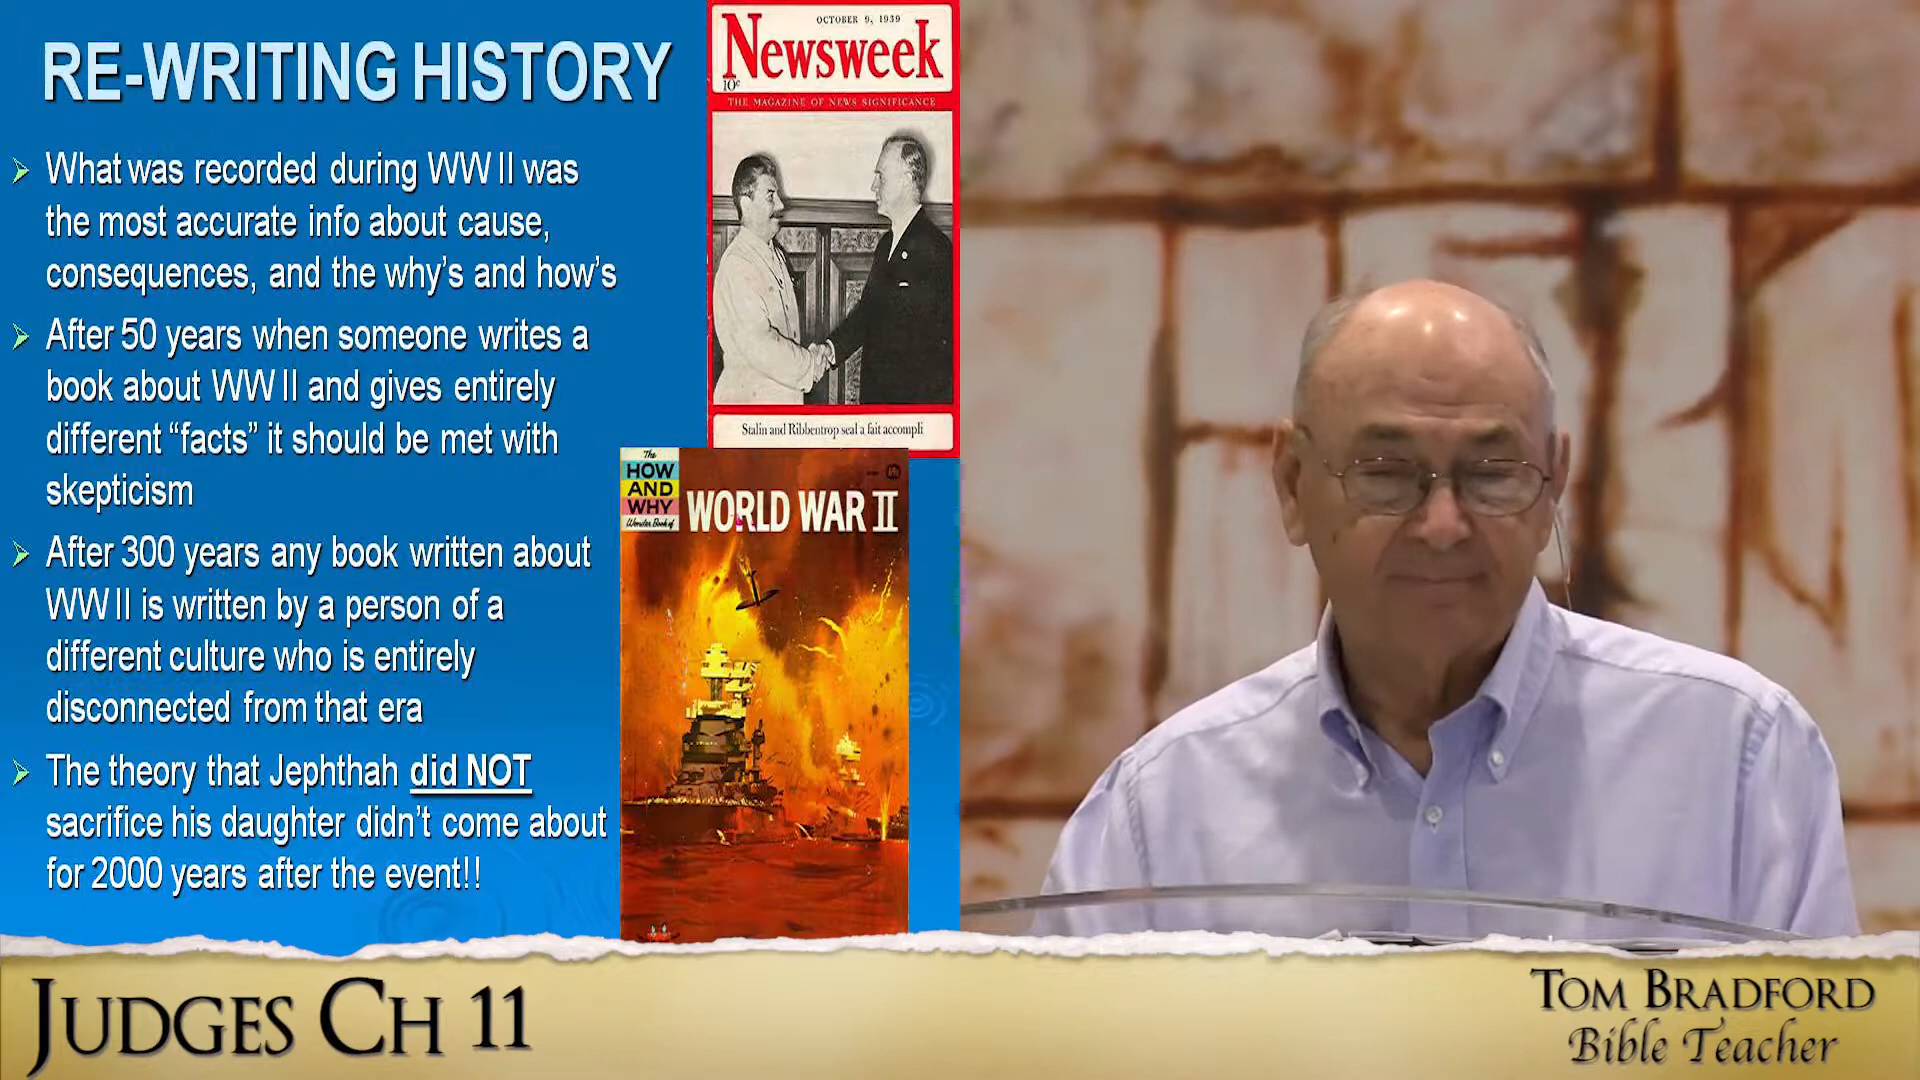 RE-WRITING HISTORY
What was recorded during WW II was
the most accurate info about cause,
consequences, and the why's and how's
After 50 years when someone writes a
book about WW II and gives entirely
different “facts” it should be met with
skepticism
After 300 years any book written about
WW II is written by a person of a
different culture who is entirely
disconnected from that era
The theory that Jephthah did NOT
sacrifice his daughter didn't come about
for 2000 years after the event!!
OCTOBER 9, 1939
Newsweek
10¢
THE MAGAZINE OF NEWS SIGNIFICANCE
Stalin and Ribbentrop seal a fait accompli
The
HOW
AND
WHY
Wonder Book of
WORLD WAR II
JUDGES CH 11
TOM BRADFORD
Bible Teacher